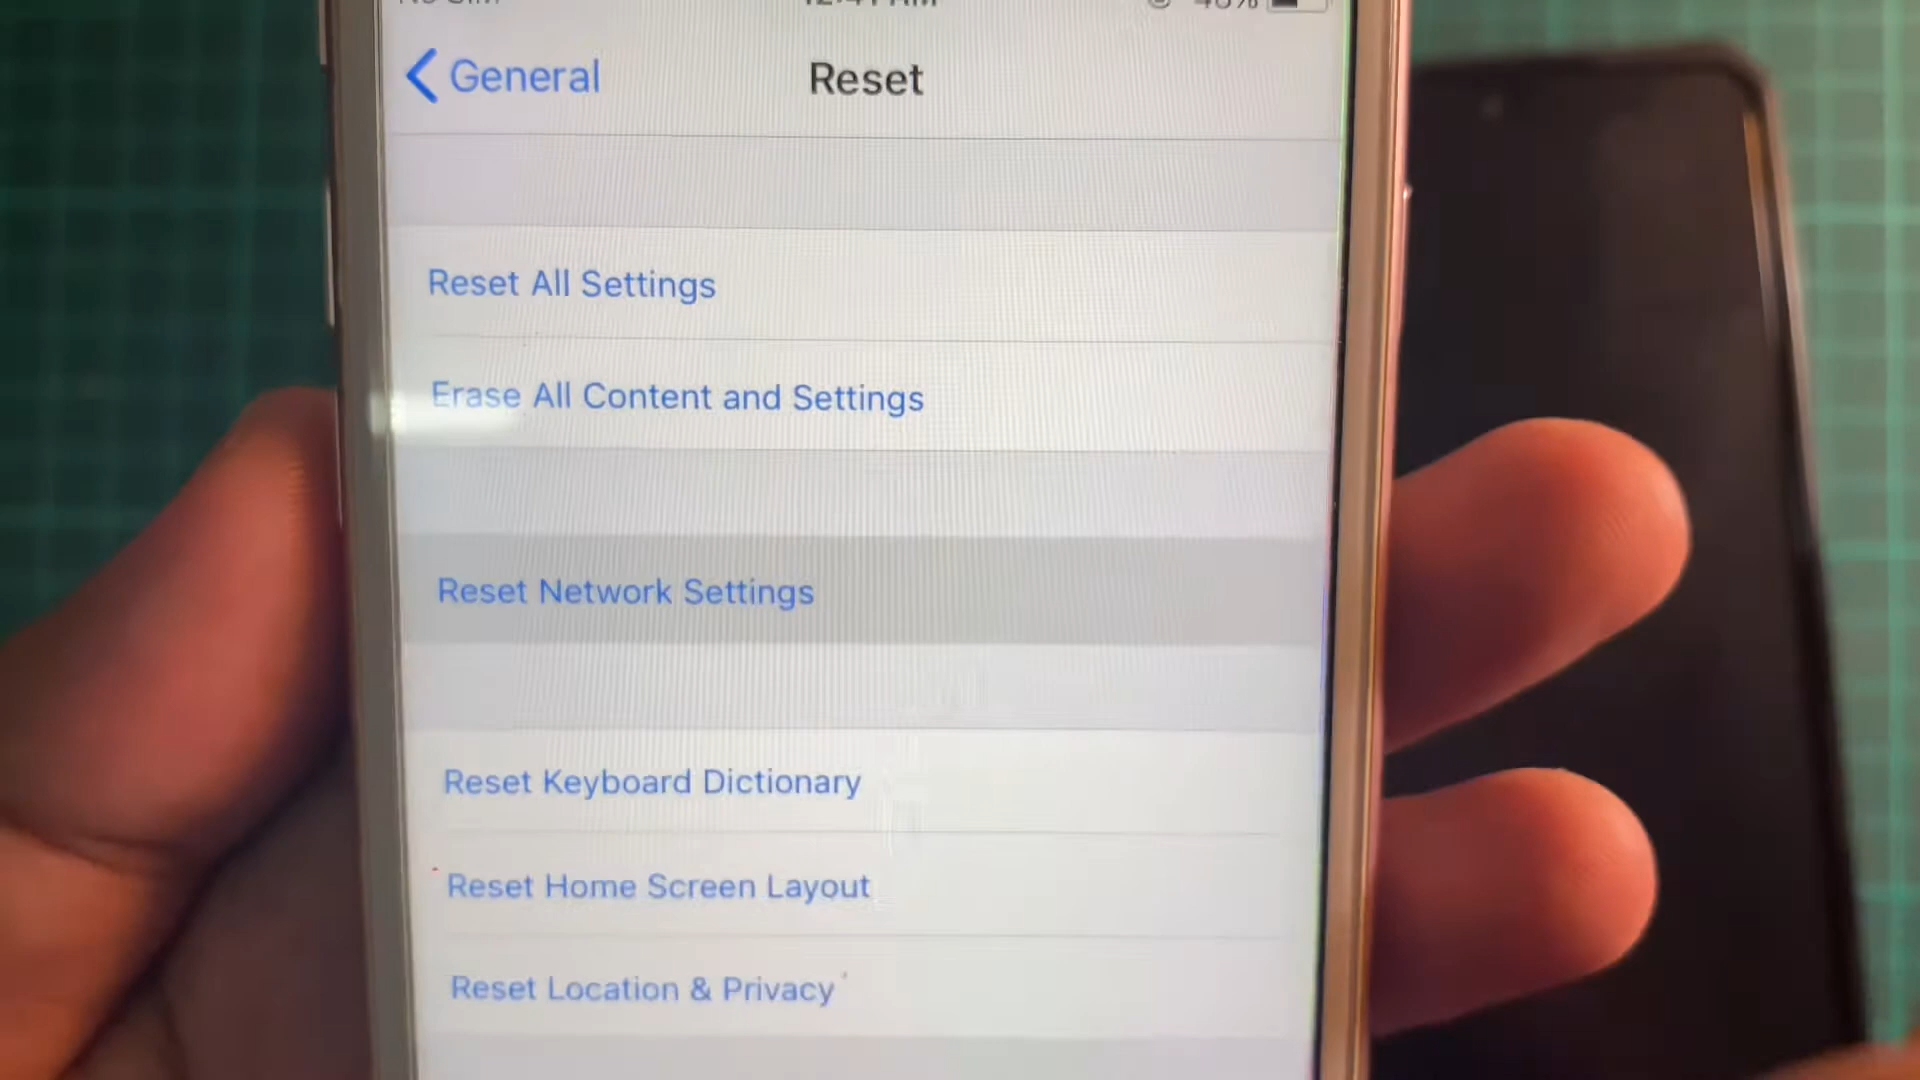 General
Reset
Reset All Settings
Erase All Content and Settings
Reset Network Settings
Reset Keyboard Dictionary
Reset Home Screen Layout
Reset Location & Privacy